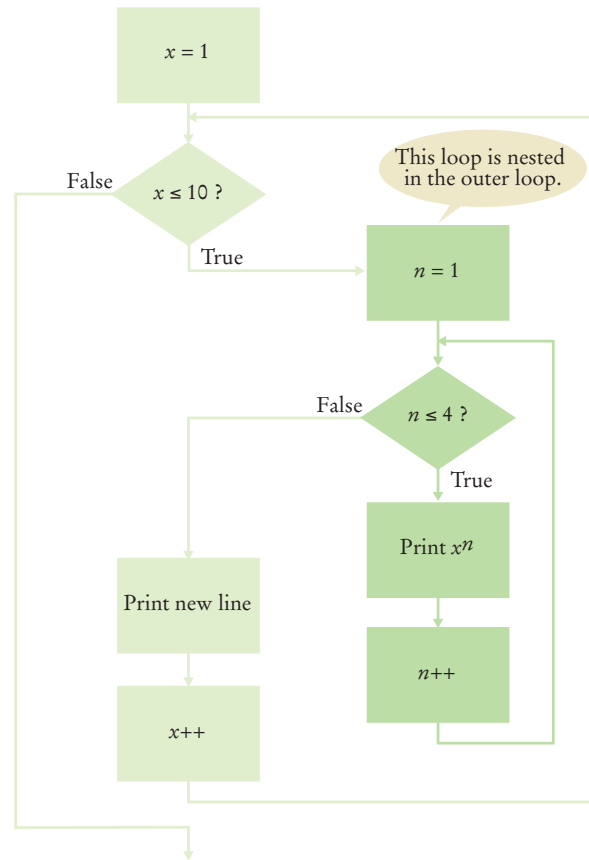 x = 1
This loop is nested
in the outer loop.
False
x ≤ 10 ?
True
n = 1
False
n ≤ 4 ?
True
Print xⁿ
Print new line
n++
x++